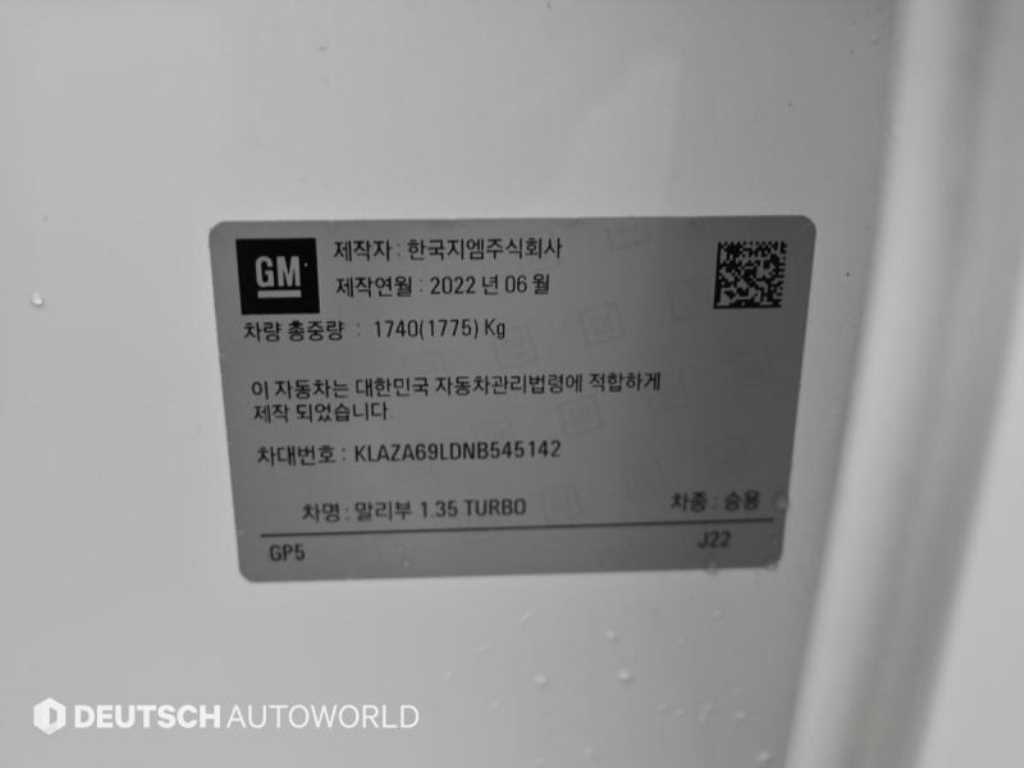 GM
제작자 : 한국지엠주식회사
제작연월 : 2022 년 06 월
차량 총중량 : 1740(1775) Kg
이 자동차는 대한민국 자동차관리법령에 적합하게
제작 되었습니다.
차대번호 : KLAZA69LDNB545142
차명 : 말리부 1.35 TURBO 차종 : 승용
GP5 J22
DEUTSCH AUTOWORLD